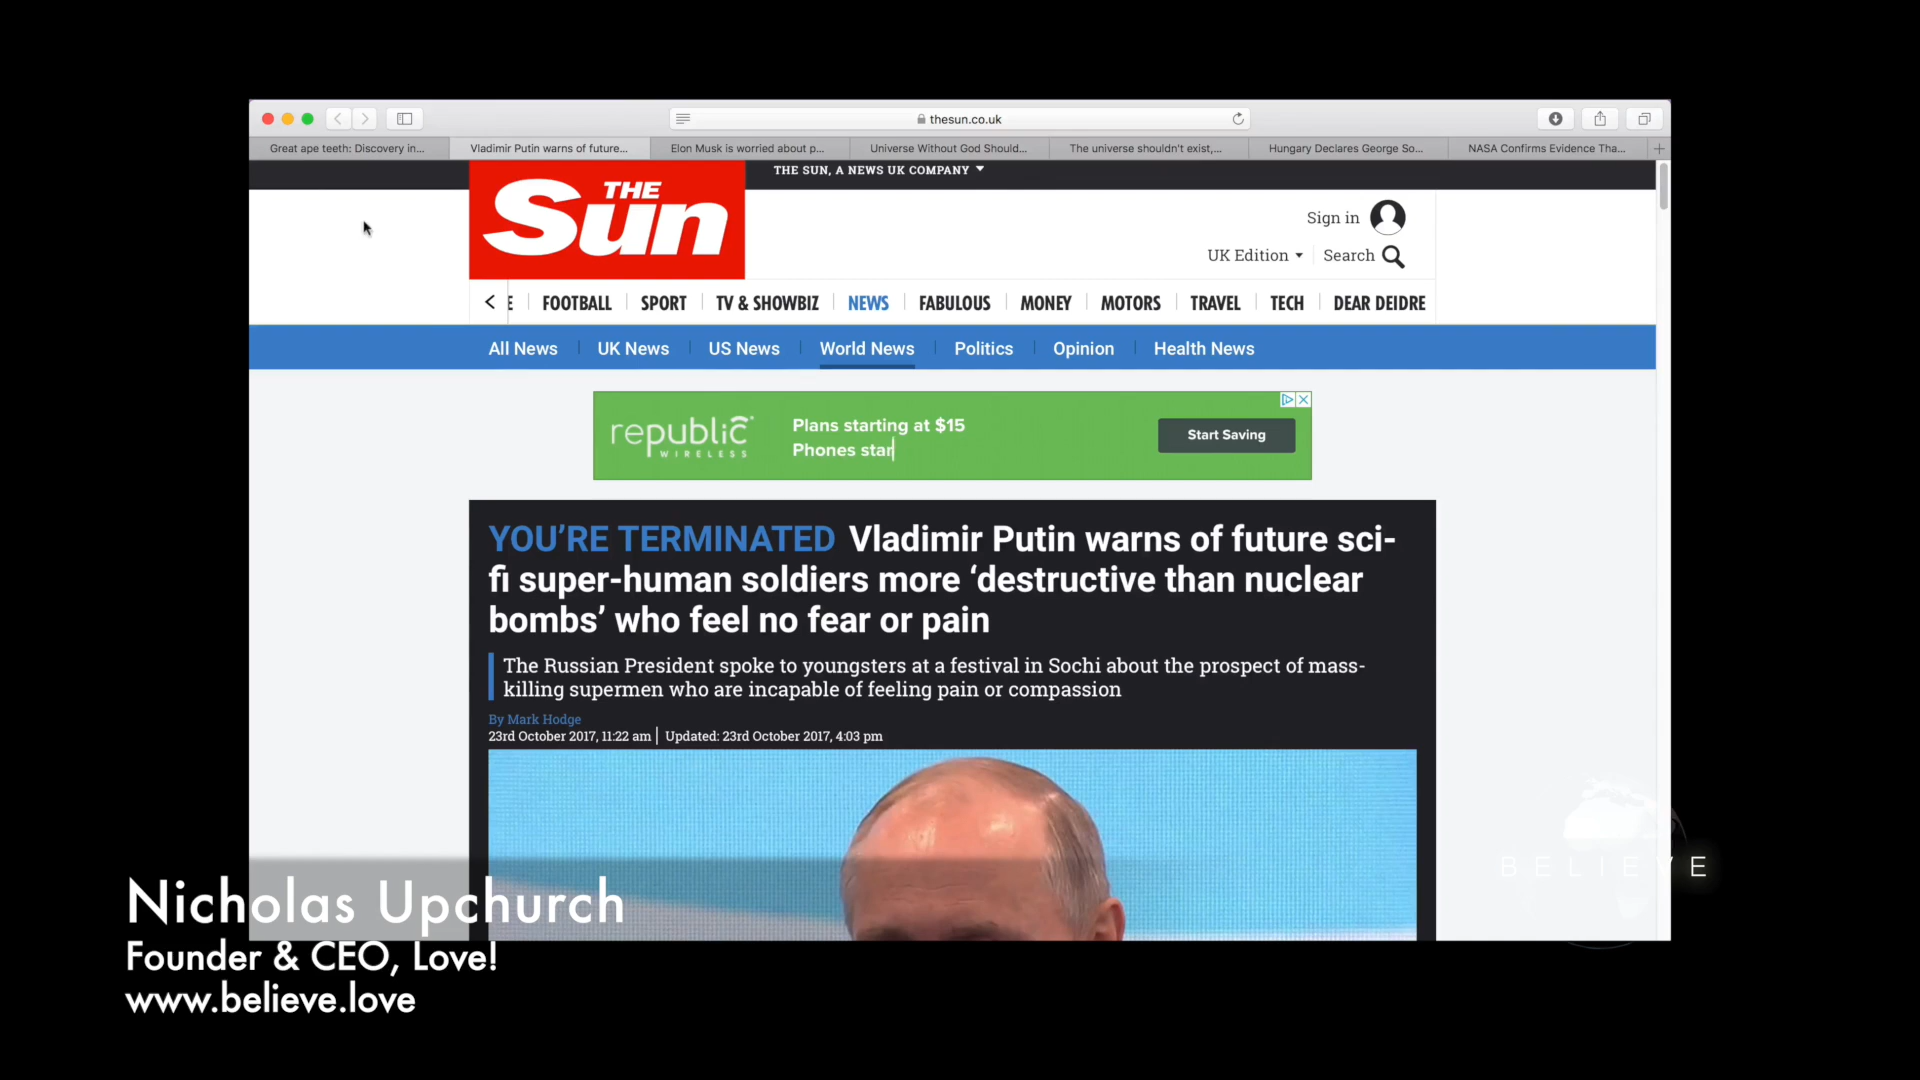 thesun.co.uk
Great ape teeth: Discovery in...
Vladimir Putin warns of future...
Elon Musk is worried about p...
Universe Without God Should...
The universe shouldn't exist,...
Hungary Declares George So...
NASA Confirms Evidence Tha...
THE SUN, A NEWS UK COMPANY
THE
Sun
Sign in
UK Edition
Search
E
FOOTBALL
SPORT
TV & SHOWBIZ
NEWS
FABULOUS
MONEY
MOTORS
TRAVEL
TECH
DEAR DEIDRE
All News
UK News
US News
World News
Politics
Opinion
Health News
republic
WIRELESS
Plans starting at $15
Phones star
Start Saving
YOU'RE TERMINATED Vladimir Putin warns of future sci-
fi super-human soldiers more ‘destructive than nuclear
bombs’ who feel no fear or pain
The Russian President spoke to youngsters at a festival in Sochi about the prospect of mass-
killing supermen who are incapable of feeling pain or compassion
By Mark Hodge
23rd October 2017, 11:22 am | Updated: 23rd October 2017, 4:03 pm
BELIEVE
Nicholas Upchurch
Founder & CEO, Love!
www.believe.love